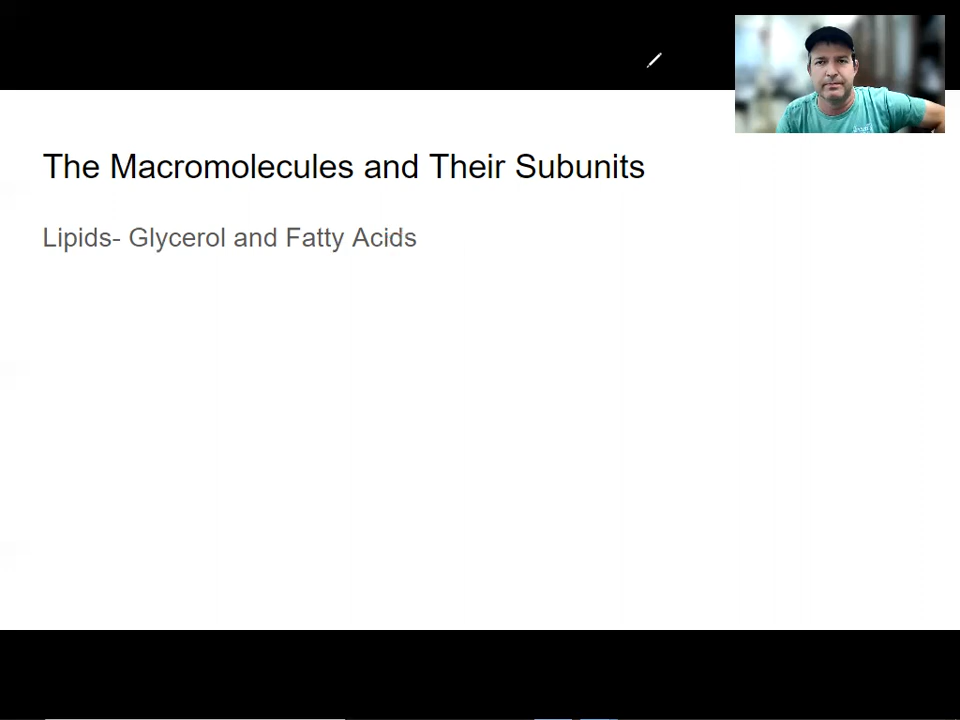 The Macromolecules and Their Subunits
Lipids- Glycerol and Fatty Acids